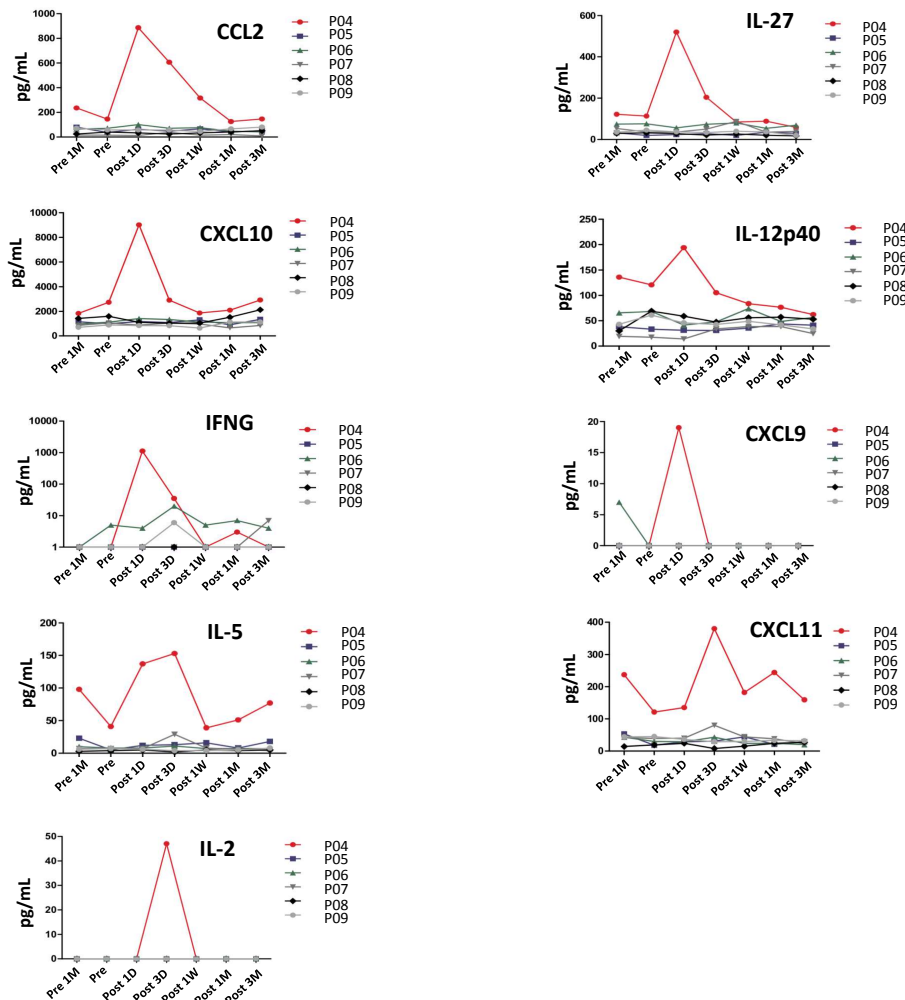 CCL2
pg/mL
1000
800
600
400
200
0
Pre 1M
Pre
Post 1D
Post 3D
Post 1W
Post 1M
Post 3M
P04
P05
P06
P07
P08
P09
IL-27
pg/mL
600
400
200
0
Pre 1M
Pre
Post 1D
Post 3D
Post 1W
Post 1M
Post 3M
P04
P05
P06
P07
P08
P09
CXCL10
pg/mL
10000
8000
6000
4000
2000
0
Pre 1M
Pre
Post 1D
Post 3D
Post 1W
Post 1M
Post 3M
P04
P05
P06
P07
P08
P09
IL-12p40
pg/mL
250
200
150
100
50
0
Pre 1M
Pre
Post 1D
Post 3D
Post 1W
Post 1M
Post 3M
P04
P05
P06
P07
P08
P09
IFNG
pg/mL
10000
1000
100
10
1
Pre 1M
Pre
Post 1D
Post 3D
Post 1W
Post 1M
Post 3M
P04
P05
P06
P07
P08
P09
CXCL9
pg/mL
20
15
10
5
0
Pre 1M
Pre
Post 1D
Post 3D
Post 1W
Post 1M
Post 3M
P04
P05
P06
P07
P08
P09
IL-5
pg/mL
200
150
100
50
0
Pre 1M
Pre
Post 1D
Post 3D
Post 1W
Post 1M
Post 3M
P04
P05
P06
P07
P08
P09
CXCL11
pg/mL
400
300
200
100
0
Pre 1M
Pre
Post 1D
Post 3D
Post 1W
Post 1M
Post 3M
P04
P05
P06
P07
P08
P09
IL-2
pg/mL
50
40
30
20
10
0
Pre 1M
Pre
Post 1D
Post 3D
Post 1W
Post 1M
Post 3M
P04
P05
P06
P07
P08
P09